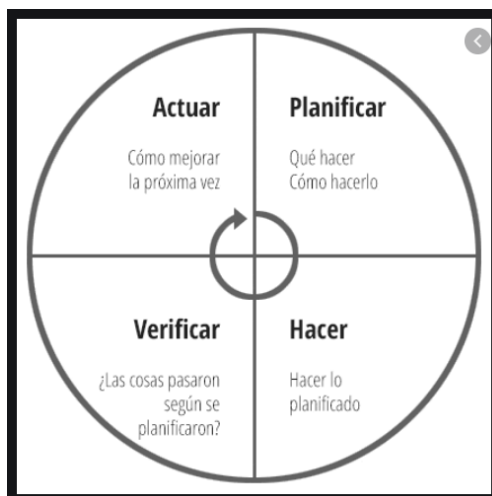 Actuar
Cómo mejorar
la próxima vez
Planificar
Qué hacer
Cómo hacerlo
Verificar
¿Las cosas pasaron
según se
planificaron?
Hacer
Hacer lo
planificado